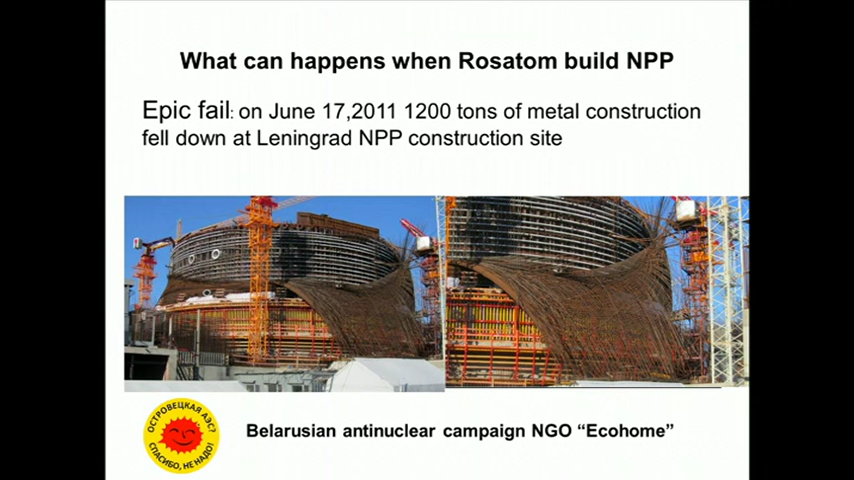 What can happens when Rosatom build NPP
Epic fail: on June 17,2011 1200 tons of metal construction
fell down at Leningrad NPP construction site
ОСТРОВЕЦКАЯ АЭС?
СПАСИБО, НЕ НАДО!
Belarusian antinuclear campaign NGO “Ecohome”